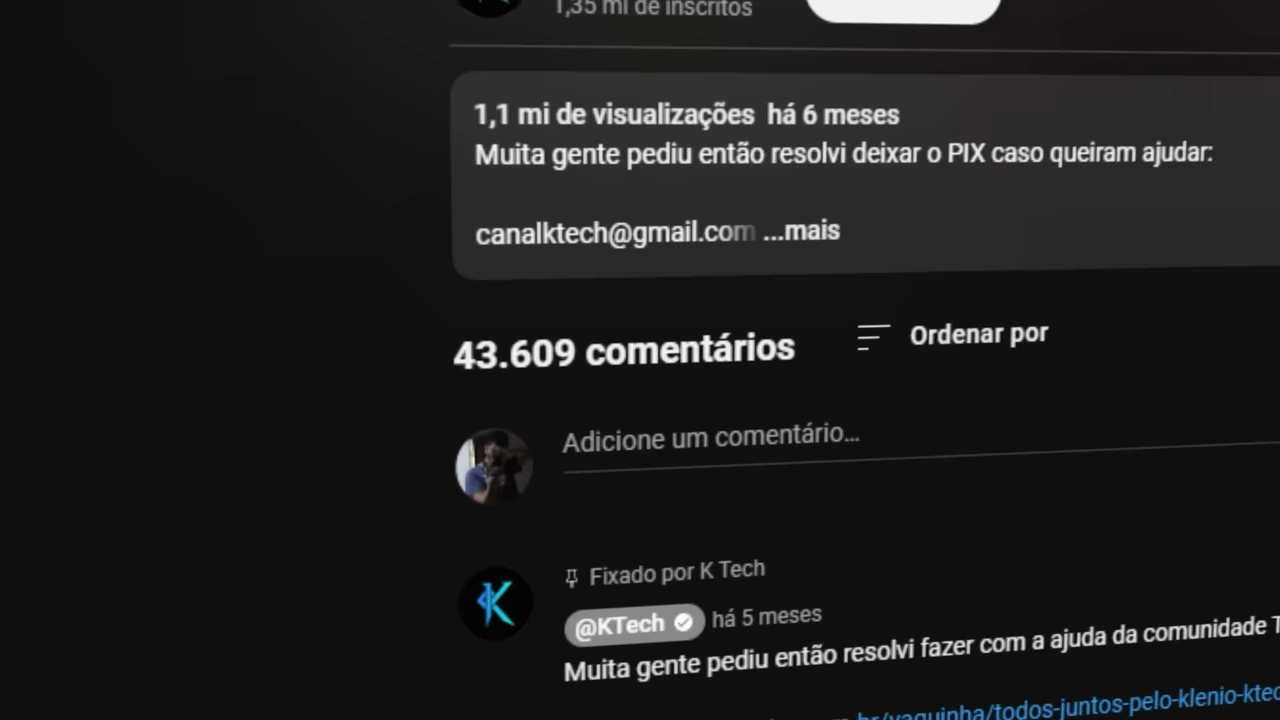 1,35 mi de inscritos
1,1 mi de visualizações há 6 meses
Muita gente pediu então resolvi deixar o PIX caso queiram ajudar:
canalktech@gmail.com ...mais
43.609 comentários
Ordenar por
Adicione um comentário...
Fixado por K Tech
@KTech há 5 meses
Muita gente pediu então resolvi fazer com a ajuda da comunidade
br/vaquinha/todos-juntos-pelo-klenio-ktec